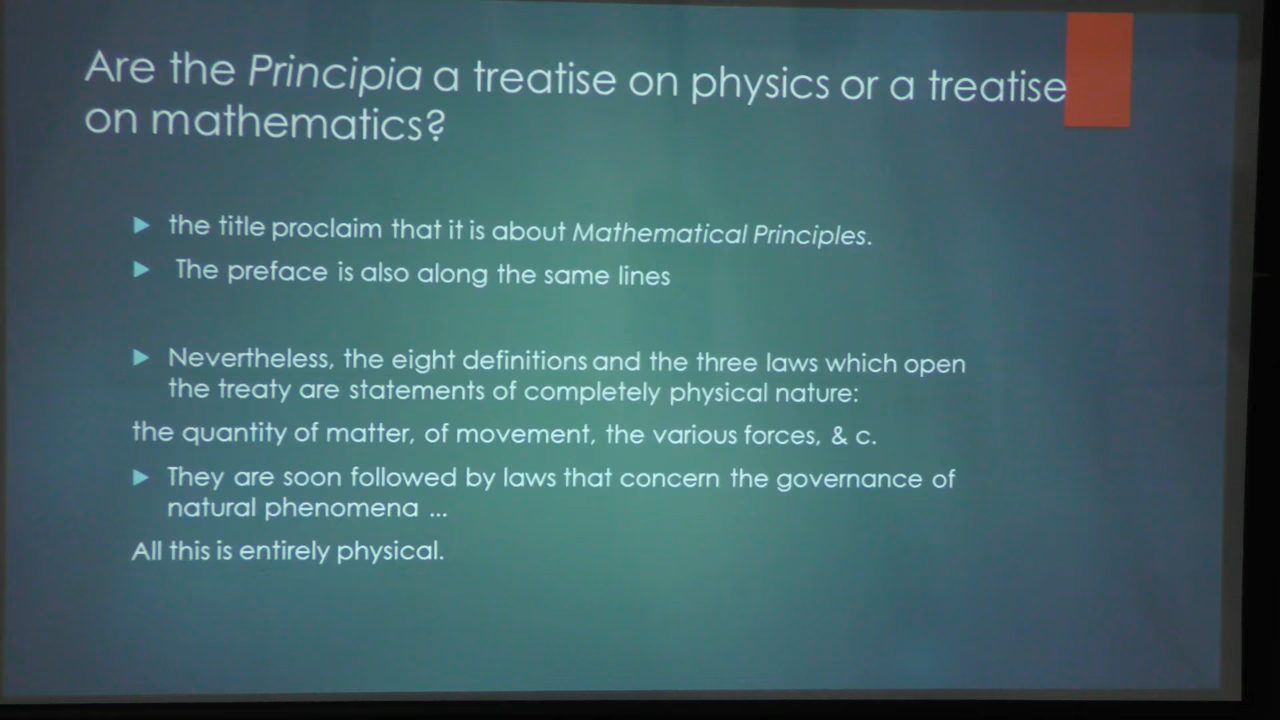 Are the Principia a treatise on physics or a treatise
on mathematics?
the title proclaim that it is about Mathematical Principles.
The preface is also along the same lines
Nevertheless, the eight definitions and the three laws which open
the treaty are statements of completely physical nature:
the quantity of matter, of movement, the various forces, & c.
They are soon followed by laws that concern the governance of
natural phenomena ...
All this is entirely physical.